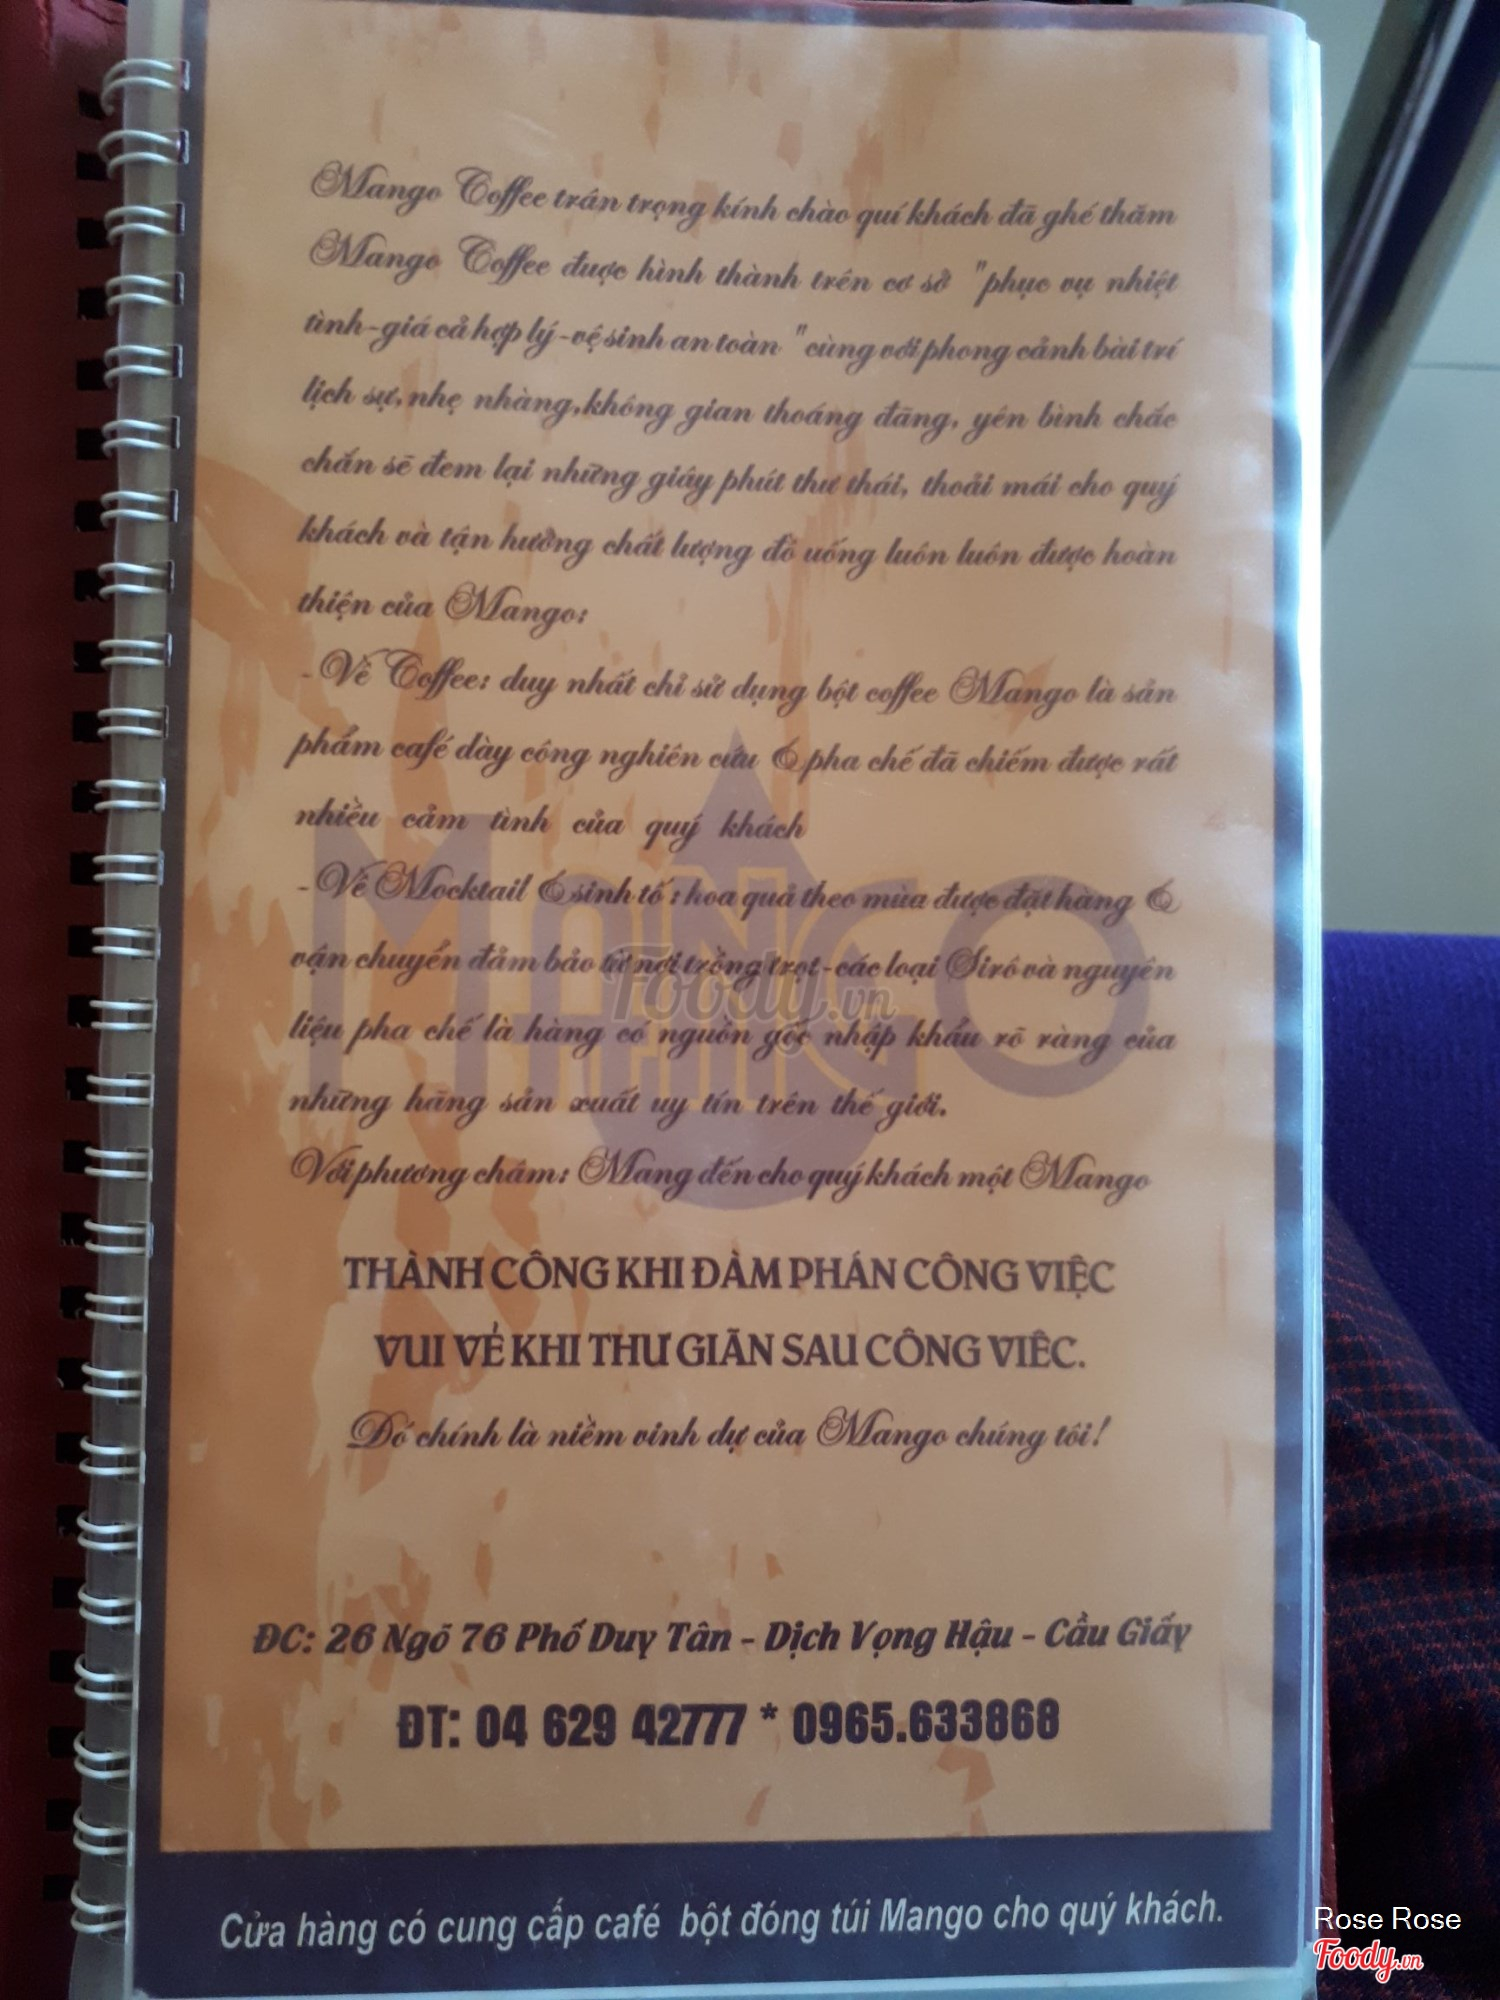 Mango Coffee trân trọng kính chào quí khách đã ghé thăm
Mango Coffee được hình thành trên cơ sở "phục vụ nhiệt
tình-giá cả hợp lý-vệ sinh an toàn "cùng với phong cảnh bài trí
lịch sự,nhẹ nhàng,không gian thoáng đãng, yên bình chắc
chắn sẽ đem lại những giây phút thư thái, thoải mái cho quý
khách và tận hưởng chất lượng đồ uống luôn luôn được hoàn
thiện của Mango:
-Về Coffee: duy nhất chỉ sử dụng bột coffee Mango là sản
phẩm café dày công nghiên cứu & pha chế đã chiếm được rất
nhiều cảm tình của quý khách
-Về Mocktail & sinh tố : hoa quả theo mùa được đặt hàng &
vận chuyển đảm bảo từ nơi trồng trọt-các loại Sirô và nguyên
liệu pha chế là hàng có nguồn gốc nhập khẩu rõ ràng của
những hãng sản xuất uy tín trên thế giới.
Với phương châm: Mang đến cho quý khách một Mango
THÀNH CÔNG KHI ĐÀM PHÁN CÔNG VIỆC
VUI VẺ KHI THƯ GIÃN SAU CÔNG VIÊC.
Đó chính là niềm vinh dự của Mango chúng tôi!
MANGO
Foody.vn
ĐC: 26 Ngõ 76 Phố Duy Tân - Dịch Vọng Hậu - Cầu Giấy
ĐT: 04 629 42777 * 0965.633868
Cửa hàng có cung cấp café bột đóng túi Mango cho quý khách.
Rose Rose
Foody.vn